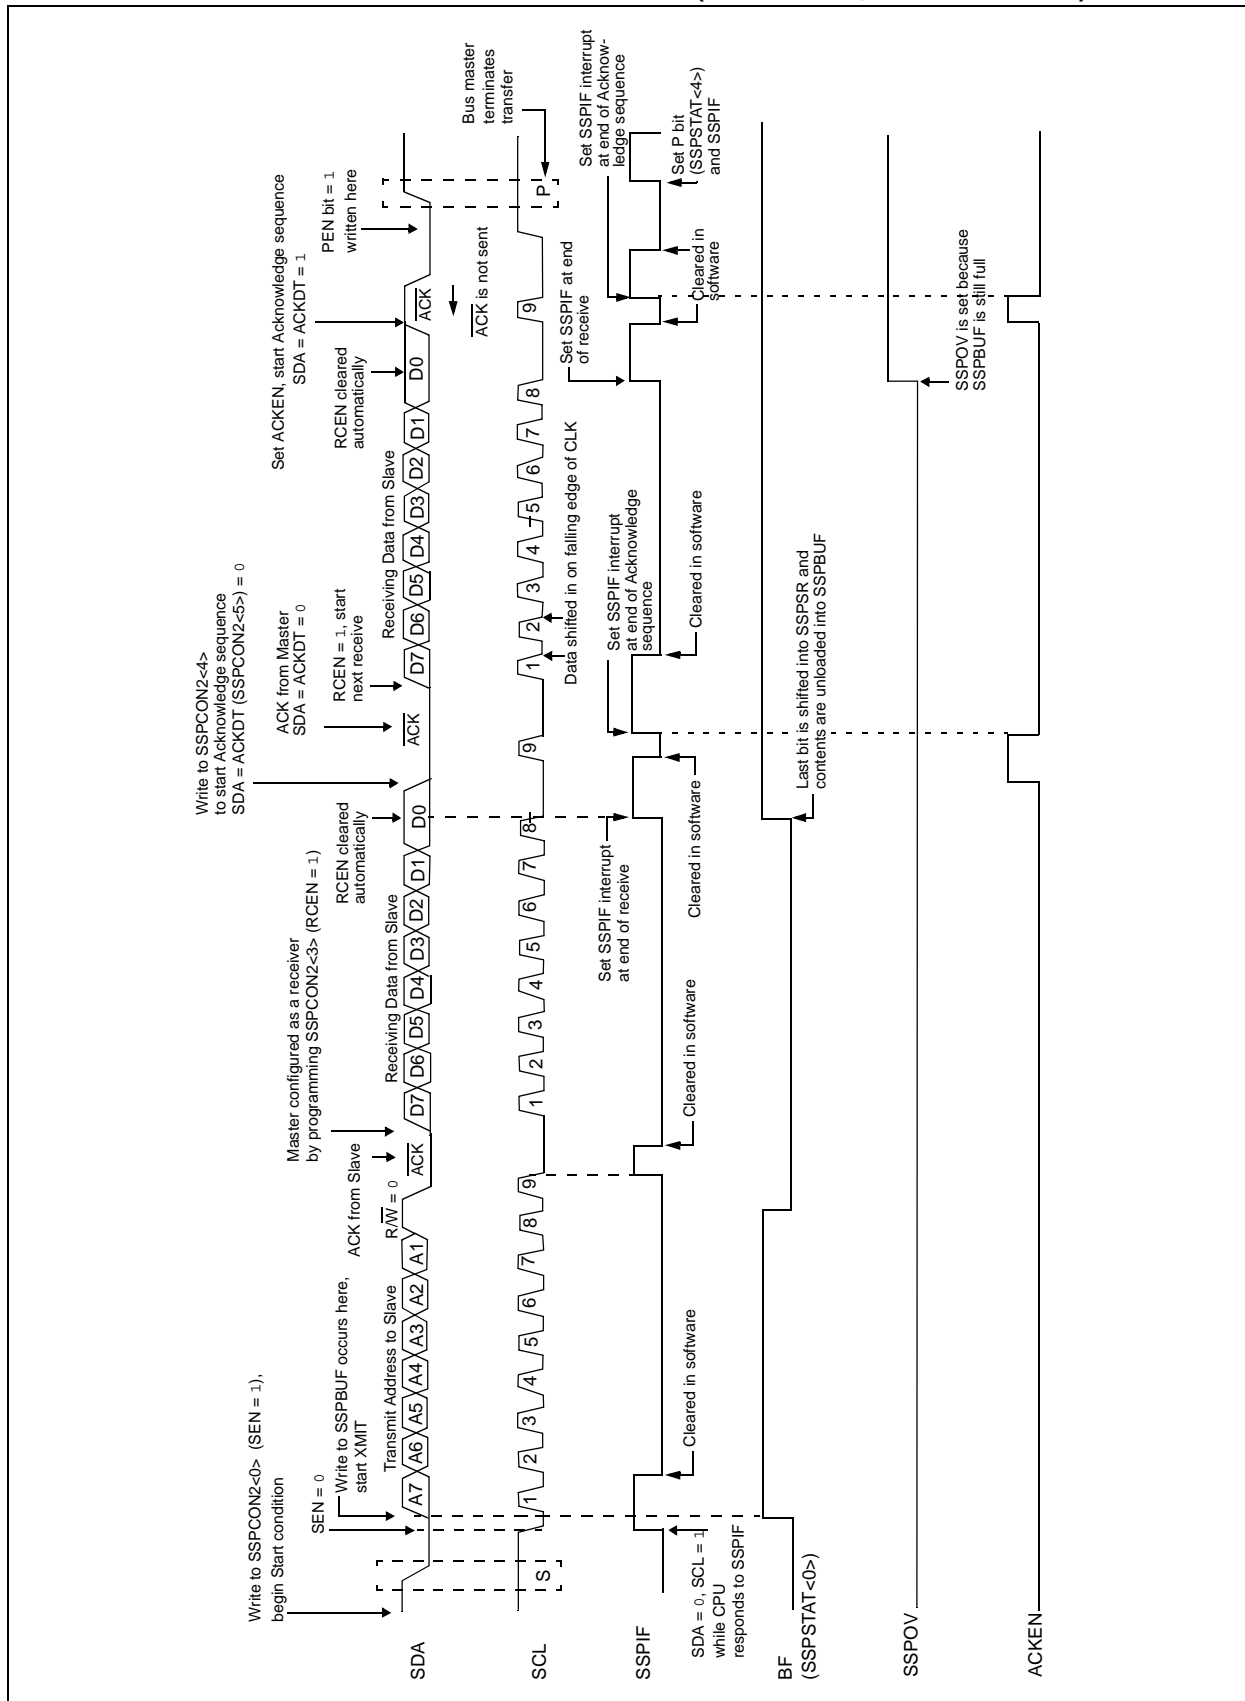 Write to SSPCON2<0> (SEN = 1),
begin Start condition
SEN = 0
Write to SSPBUF occurs here,
start XMIT
Transmit Address to Slave
ACK from Slave
R/W = 0
Master configured as a receiver
by programming SSPCON2<3> (RCEN = 1)
Receiving Data from Slave
RCEN cleared
automatically
Write to SSPCON2<4>
to start Acknowledge sequence
SDA = ACKDT (SSPCON2<5>) = 0
ACK from Master
SDA = ACKDT = 0
RCEN = 1, start
next receive
Receiving Data from Slave
RCEN cleared
automatically
Set ACKEN, start Acknowledge sequence
SDA = ACKDT = 1
PEN bit = 1
written here
Bus master
terminates
transfer
SDA
A7 A6 A5 A4 A3 A2 A1 ACK D7 D6 D5 D4 D3 D2 D1 D0 ACK D7 D6 D5 D4 D3 D2 D1 D0 ACK
ACK is not sent
SCL
S 1 2 3 4 5 6 7 8 9 1 2 3 4 5 6 7 8 9 1 2 3 4 5 6 7 8 9 P
Data shifted in on falling edge of CLK
Set SSPIF interrupt
at end of receive
Set SSPIF interrupt
at end of Acknowledge
sequence
Set SSPIF at end
of receive
Set SSPIF interrupt
at end of Acknow-
ledge sequence
SSPIF
SDA = 0, SCL = 1
while CPU
responds to SSPIF
Cleared in software
Cleared in software
Cleared in software
Cleared in software
Cleared in software
Cleared in
software
Set P bit
(SSPSTAT<4>)
and SSPIF
BF
(SSPSTAT<0>)
Last bit is shifted into SSPSR and
contents are unloaded into SSPBUF
SSPOV
SSPOV is set because
SSPBUF is still full
ACKEN